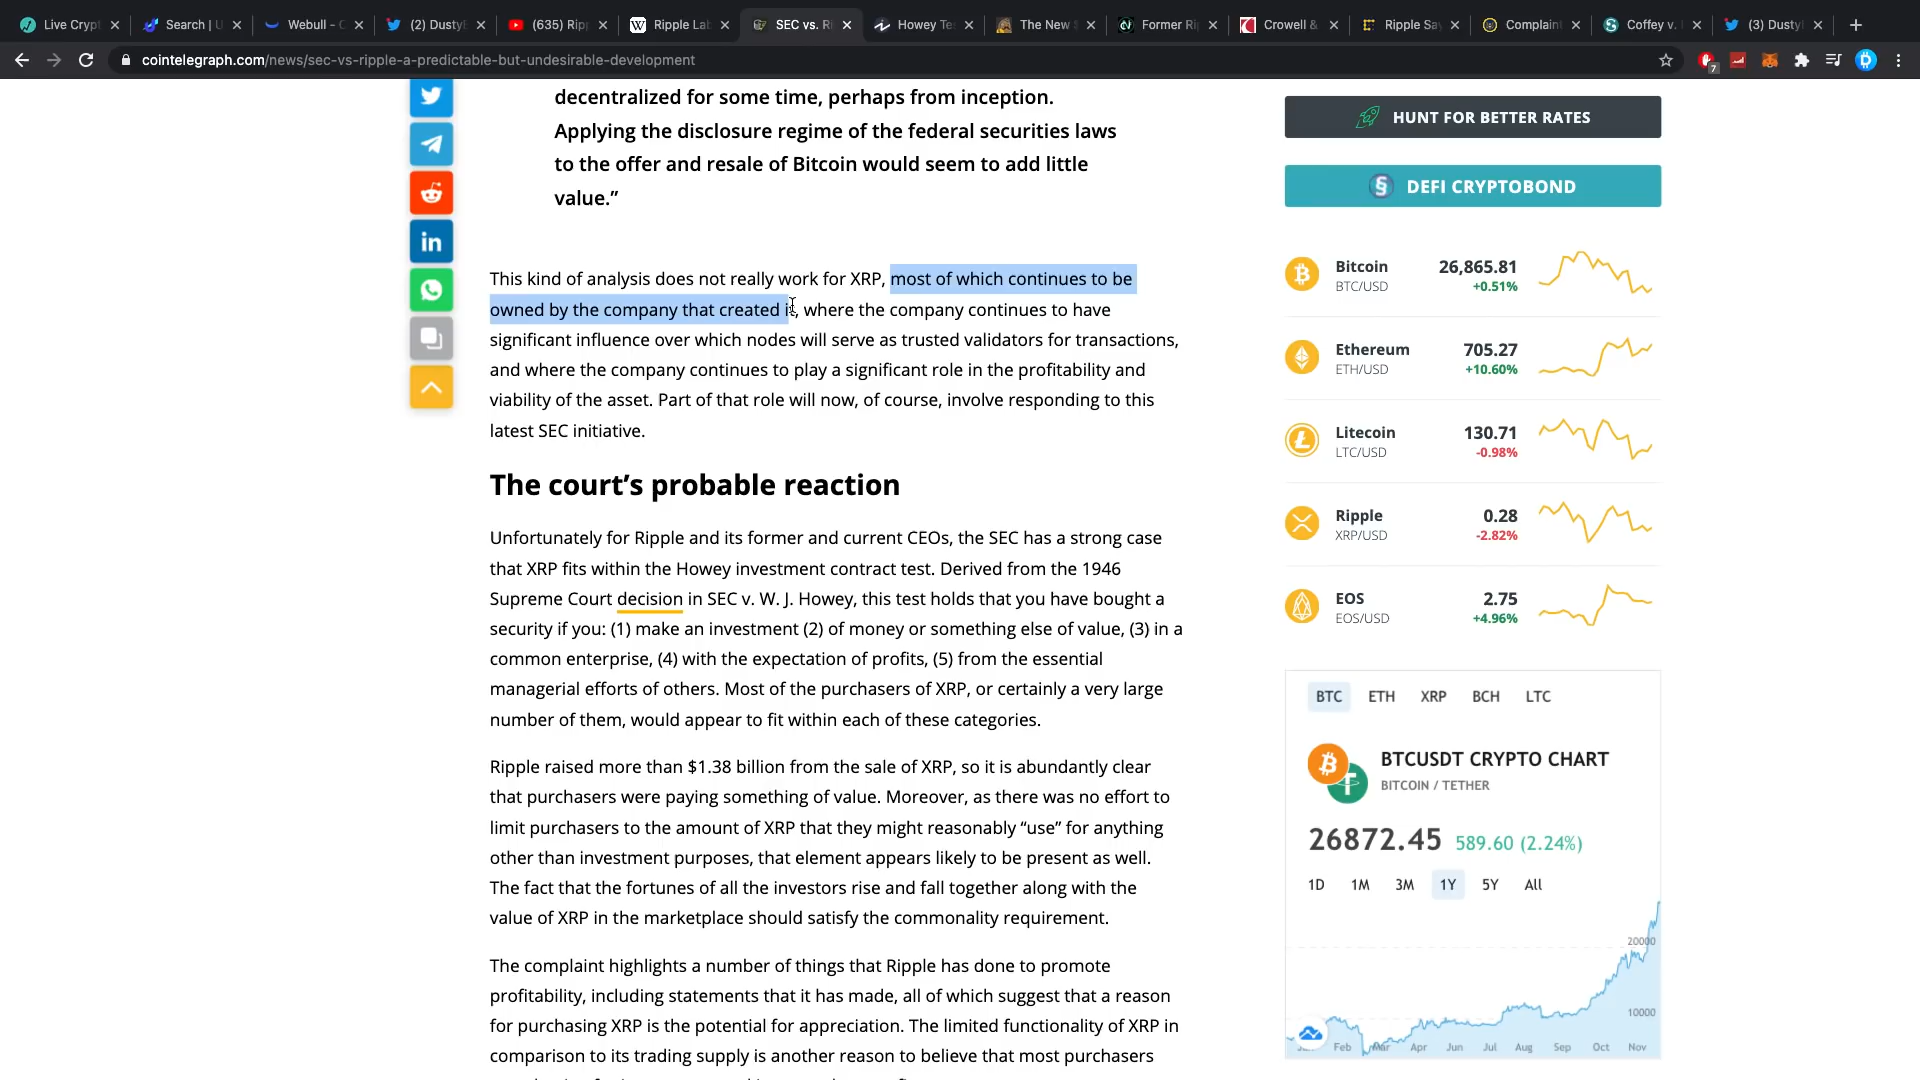 Live Crypt
Search | U
Webull - C
(2) DustyB
(635) Ripp
Ripple Lab
SEC vs. Ri
Howey Tes
The New S
Former Rip
Crowell &
Ripple Say
Complaint
Coffey v. R
(3) Dusty
cointelegraph.com/news/sec-vs-ripple-a-predictable-but-undesirable-development
7
decentralized for some time, perhaps from inception.
Applying the disclosure regime of the federal securities laws
to the offer and resale of Bitcoin would seem to add little
value.”
This kind of analysis does not really work for XRP, most of which continues to be
owned by the company that created it, where the company continues to have
significant influence over which nodes will serve as trusted validators for transactions,
and where the company continues to play a significant role in the profitability and
viability of the asset. Part of that role will now, of course, involve responding to this
latest SEC initiative.
The court’s probable reaction
Unfortunately for Ripple and its former and current CEOs, the SEC has a strong case
that XRP fits within the Howey investment contract test. Derived from the 1946
Supreme Court decision in SEC v. W. J. Howey, this test holds that you have bought a
security if you: (1) make an investment (2) of money or something else of value, (3) in a
common enterprise, (4) with the expectation of profits, (5) from the essential
managerial efforts of others. Most of the purchasers of XRP, or certainly a very large
number of them, would appear to fit within each of these categories.
Ripple raised more than $1.38 billion from the sale of XRP, so it is abundantly clear
that purchasers were paying something of value. Moreover, as there was no effort to
limit purchasers to the amount of XRP that they might reasonably “use” for anything
other than investment purposes, that element appears likely to be present as well.
The fact that the fortunes of all the investors rise and fall together along with the
value of XRP in the marketplace should satisfy the commonality requirement.
The complaint highlights a number of things that Ripple has done to promote
profitability, including statements that it has made, all of which suggest that a reason
for purchasing XRP is the potential for appreciation. The limited functionality of XRP in
comparison to its trading supply is another reason to believe that most purchasers
HUNT FOR BETTER RATES
DEFI CRYPTOBOND
Bitcoin 26,865.81
BTC/USD +0.51%
Ethereum 705.27
ETH/USD +10.60%
Litecoin 130.71
LTC/USD -0.98%
Ripple 0.28
XRP/USD -2.82%
EOS 2.75
EOS/USD +4.96%
BTC ETH XRP BCH LTC
BTCUSDT CRYPTO CHART
BITCOIN / TETHER
26872.45 589.60 (2.24%)
1D 1M 3M 1Y 5Y All
20000
10000
Feb Mar Apr Jun Jul Aug Sep Oct Nov